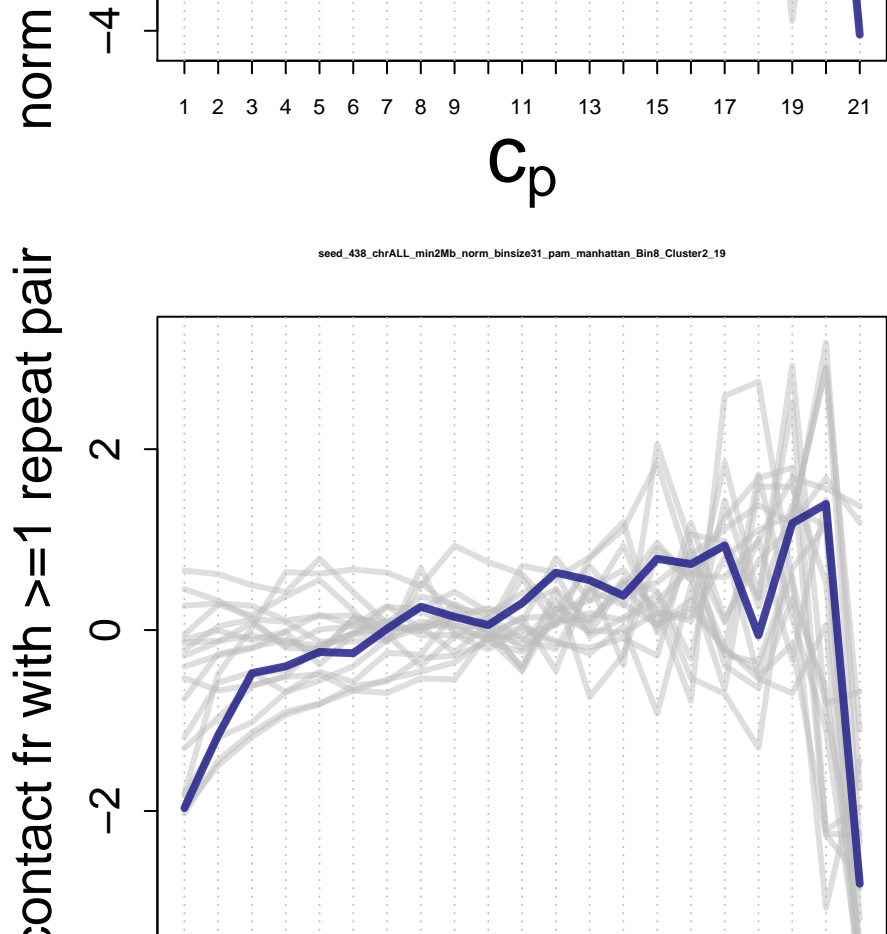 norm
−4
1 2 3 4 5 6 7 8 9 11 13 15 17 19 21
cp
seed_438_chrALL_min2Mb_norm_binsize31_pam_manhattan_Bin8_Cluster2_19
contact fr with >=1 repeat pair
2
0
−2